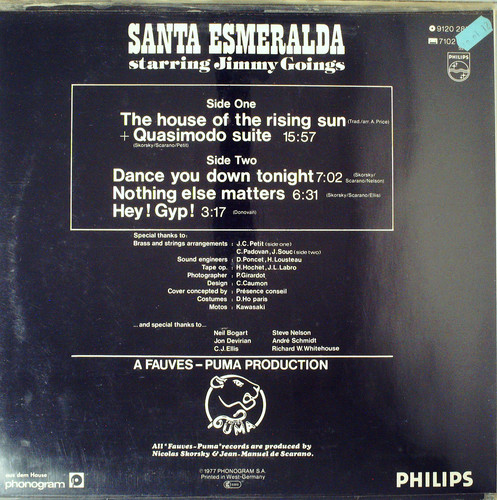 SANTA ESMERALDA
starring Jimmy Goings
9120 28
7102
PHILIPS
Side One
The house of the rising sun (Trad./arr. A. Price)
+ Quasimodo suite 15:57
(Skorsky/Scarano/Petit)
Side Two
Dance you down tonight 7:02 (Skorsky/
Scarano/Nelson)
Nothing else matters 6:31 (Skorsky/Scarano/Ellis)
Hey! Gyp! 3:17 (Donovan)
Special thanks to:
Brass and strings arrangements : J.C. Petit (side one)
C. Padovan, J. Souc (side two)
Sound engineers : D. Poncet, H. Lousteau
Tape op. : H. Hochet, J.L. Labro
Photographer : P. Girardot
Design : C. Caumon
Cover concepted by : Présence conseil
Costumes : D. Ho paris
Motos : Kawasaki
...and special thanks to...
Neil Bogart Steve Nelson
Jon Devirian André Schmidt
C.J. Ellis Richard W. Whitehouse
A FAUVES – PUMA PRODUCTION
PUMA
All "Fauves-Puma" records are produced by
Nicolas Skorsky & Jean-Manuel de Scarano.
aus dem House
phonogram
℗1977 PHONOGRAM S.A.
Printed in West-Germany
PHILIPS